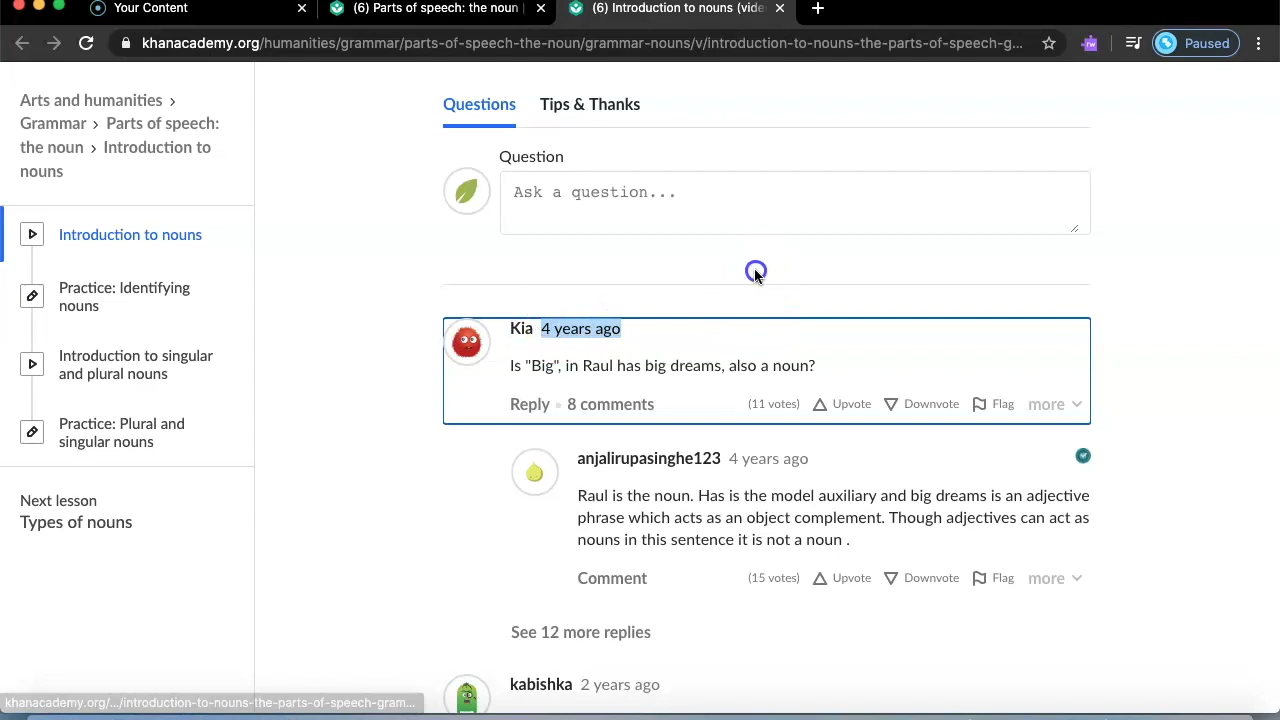 Your Content
(6) Parts of speech: the noun
(6) Introduction to nouns (vide
khanacademy.org/humanities/grammar/parts-of-speech-the-noun/grammar-nouns/v/introduction-to-nouns-the-parts-of-speech-g...
Paused
Arts and humanities >
Grammar > Parts of speech:
the noun > Introduction to
nouns
Introduction to nouns
Practice: Identifying
nouns
Introduction to singular
and plural nouns
Practice: Plural and
singular nouns
Next lesson
Types of nouns
Questions
Tips & Thanks
Question
Ask a question...
Kia 4 years ago
Is "Big", in Raul has big dreams, also a noun?
Reply • 8 comments (11 votes) Upvote Downvote Flag more
anjalirupasinghe123 4 years ago
Raul is the noun. Has is the model auxiliary and big dreams is an adjective
phrase which acts as an object complement. Though adjectives can act as
nouns in this sentence it is not a noun .
Comment (15 votes) Upvote Downvote Flag more
See 12 more replies
kabishka 2 years ago
khanacademy.org/.../introduction-to-nouns-the-parts-of-speech-gram...